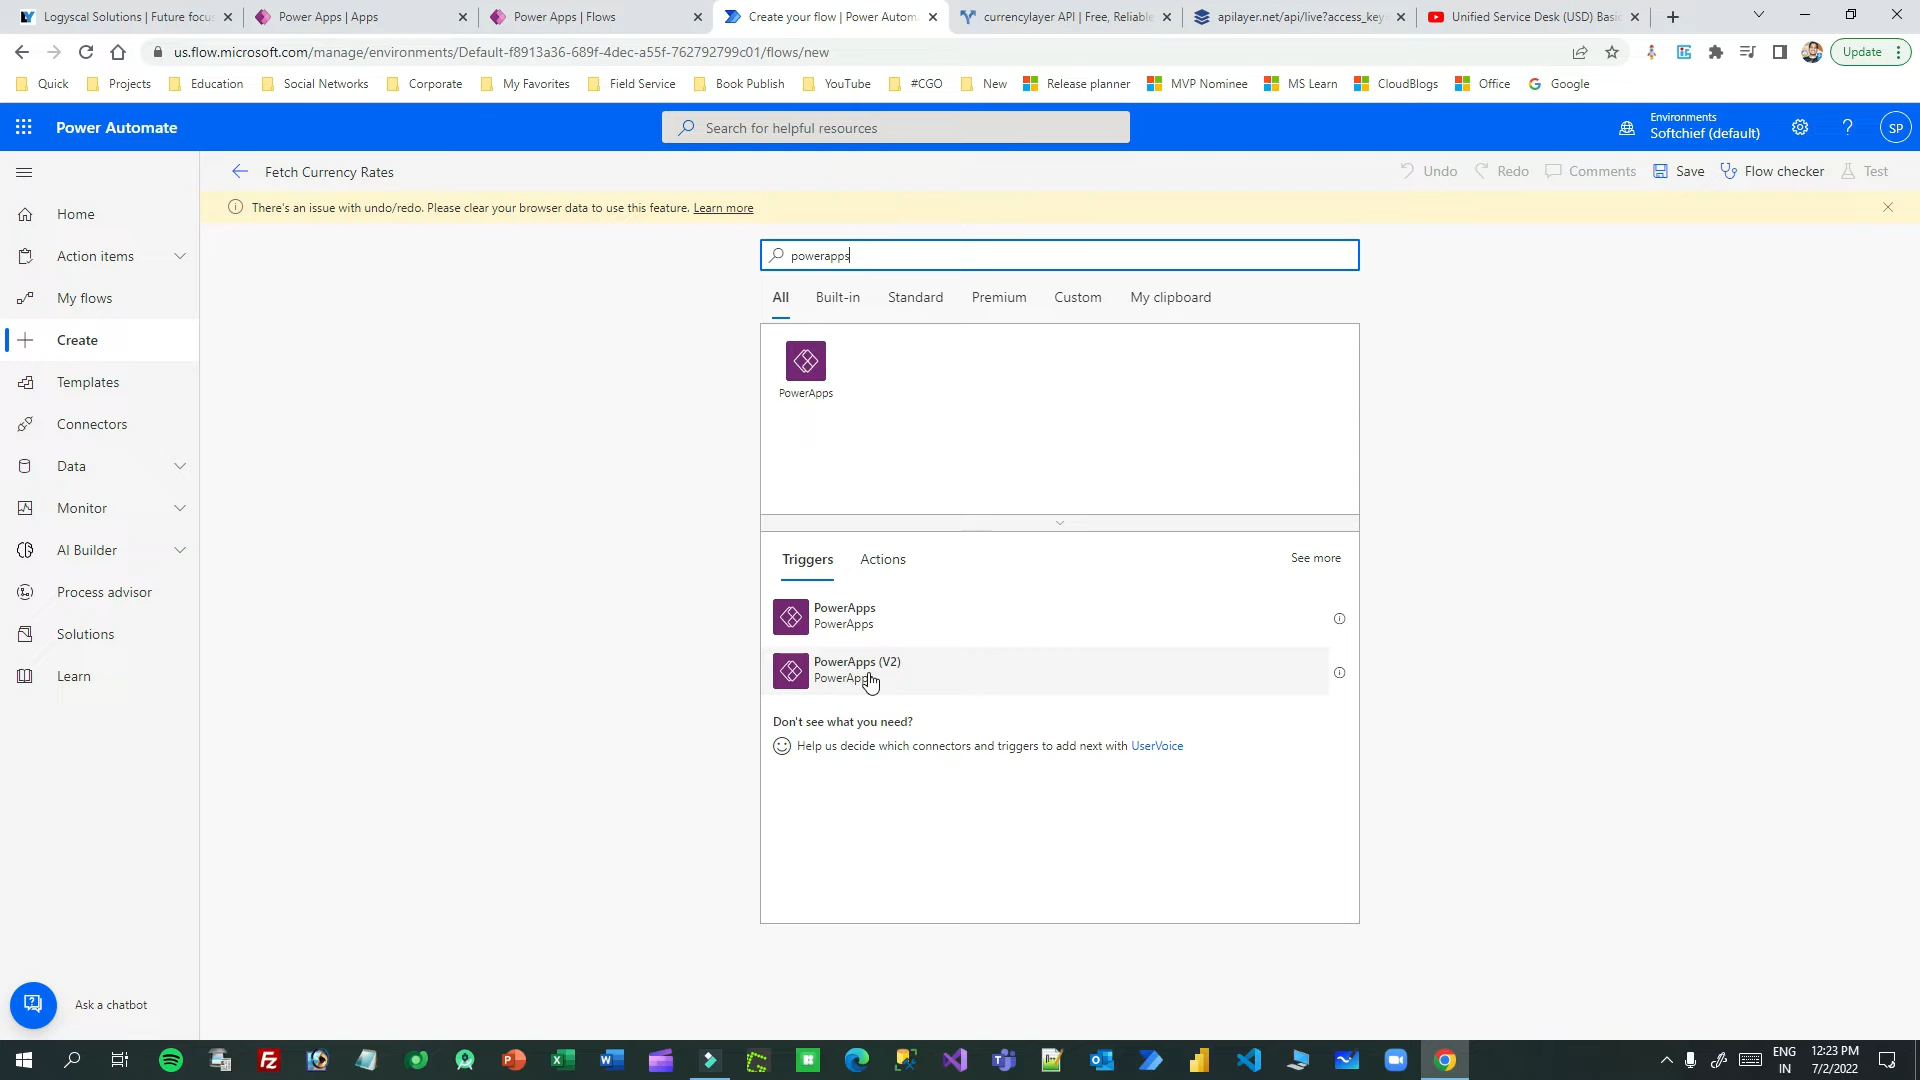 Logyscal Solutions | Future focu
Power Apps | Apps
Power Apps | Flows
Create your flow | Power Autom
currencylayer API | Free, Reliable
apilayer.net/api/live?access_key
Unified Service Desk (USD) Basi
us.flow.microsoft.com/manage/environments/Default-f8913a36-689f-4dec-a55f-762792799c01/flows/new
Update
Quick
Projects
Education
Social Networks
Corporate
My Favorites
Field Service
Book Publish
YouTube
#CGO
New
Release planner
MVP Nominee
MS Learn
CloudBlogs
Office
Google
Power Automate
Search for helpful resources
Environments
Softchief (default)
SP
Fetch Currency Rates
Undo
Redo
Comments
Save
Flow checker
Test
There's an issue with undo/redo. Please clear your browser data to use this feature. Learn more
Home
Action items
My flows
Create
Templates
Connectors
Data
Monitor
AI Builder
Process advisor
Solutions
Learn
Ask a chatbot
powerapps
All
Built-in
Standard
Premium
Custom
My clipboard
PowerApps
Triggers
Actions
See more
PowerApps
PowerApps
PowerApps (V2)
PowerApps
Don't see what you need?
Help us decide which connectors and triggers to add next with UserVoice
ENG
IN
12:23 PM
7/2/2022